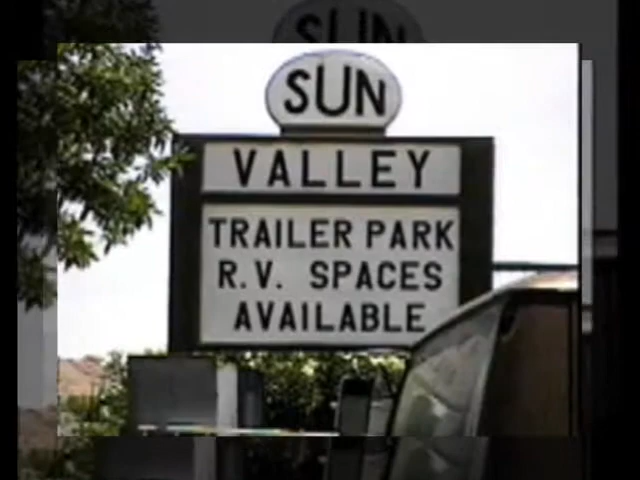 SUN
VALLEY
TRAILER PARK
R.V. SPACES
AVAILABLE